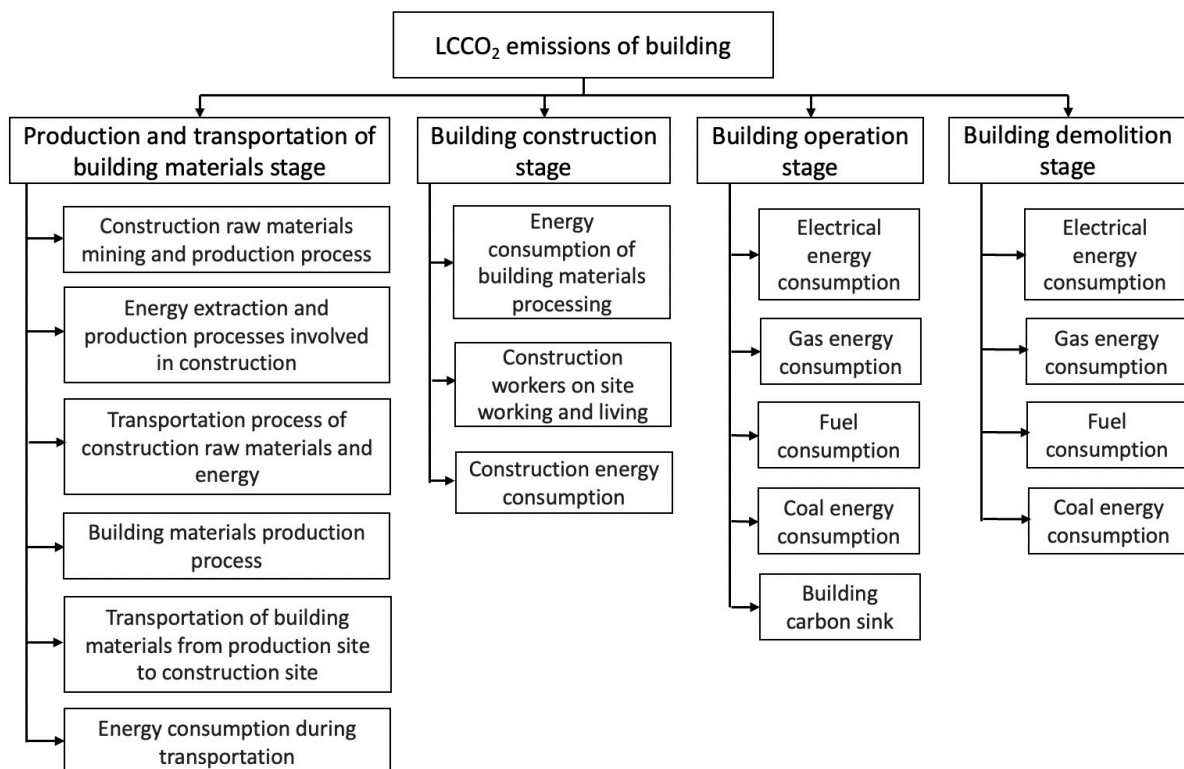 LCCO₂ emissions of building
Production and transportation of
building materials stage
Construction raw materials
mining and production process
Energy extraction and
production processes involved
in construction
Transportation process of
construction raw materials and
energy
Building materials production
process
Transportation of building
materials from production site
to construction site
Energy consumption during
transportation
Building construction
stage
Energy
consumption of
building materials
processing
Construction
workers on site
working and living
Construction energy
consumption
Building operation
stage
Electrical
energy
consumption
Gas energy
consumption
Fuel
consumption
Coal energy
consumption
Building
carbon sink
Building demolition
stage
Electrical
energy
consumption
Gas energy
consumption
Fuel
consumption
Coal energy
consumption